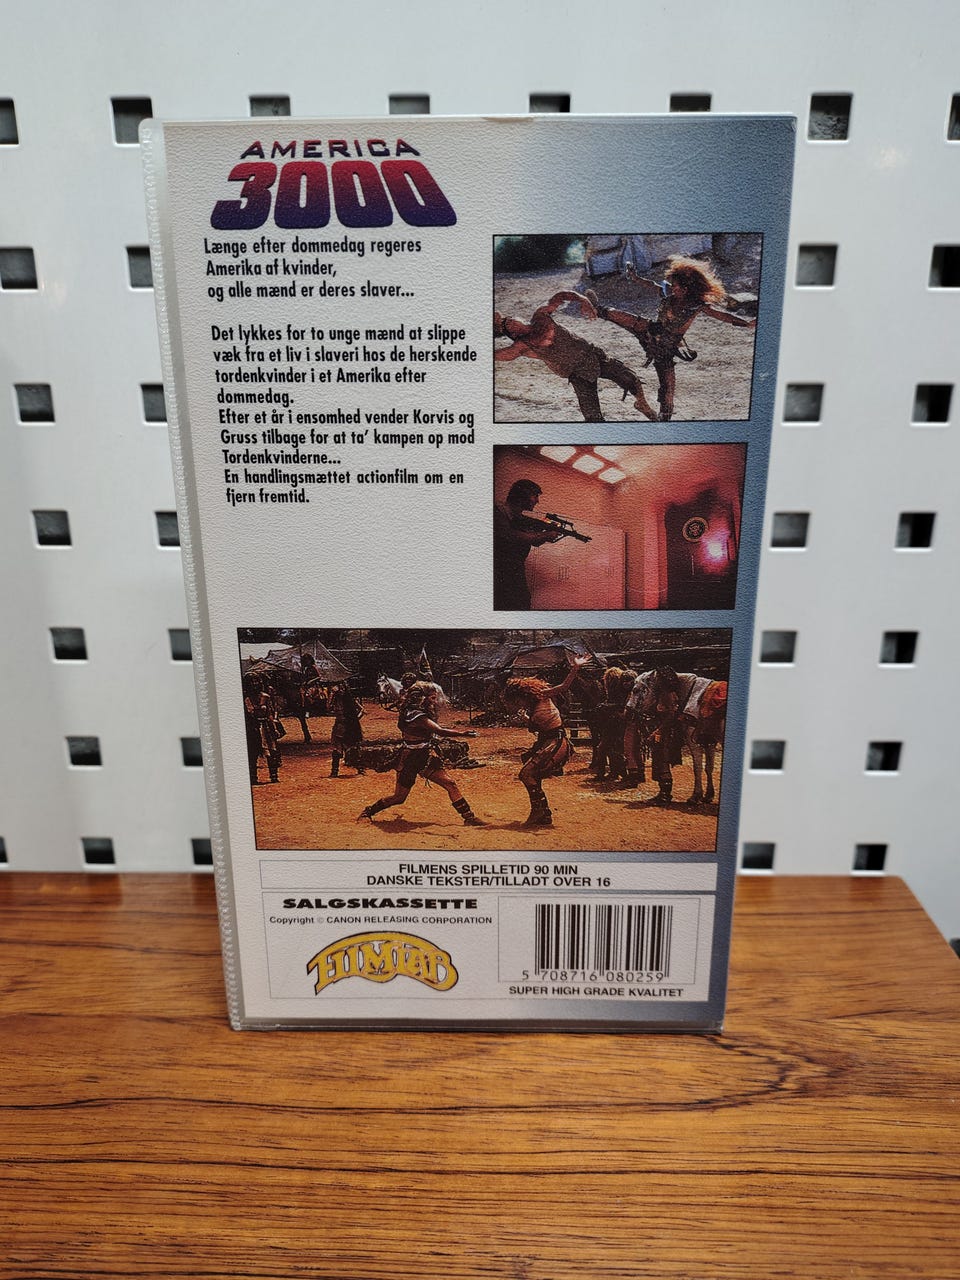 AMERICA
3000
Længe efter dommedag regeres
Amerika af kvinder,
og alle mænd er deres slaver...
Det lykkes for to unge mænd at slippe
væk fra et liv i slaveri hos de herskende
tordenkvinder i et Amerika efter
dommedag.
Efter et år i ensomhed vender Korvis og
Gruss tilbage for at ta' kampen op mod
Tordenkvinderne...
En handlingsmættet actionfilm om en
fjern fremtid.
FILMENS SPILLETID 90 MIN
DANSKE TEKSTER/TILLADT OVER 16
SALGSKASSETTE
Copyright © CANON RELEASING CORPORATION
FILMLAB
5 708716 080259
SUPER HIGH GRADE KVALITET